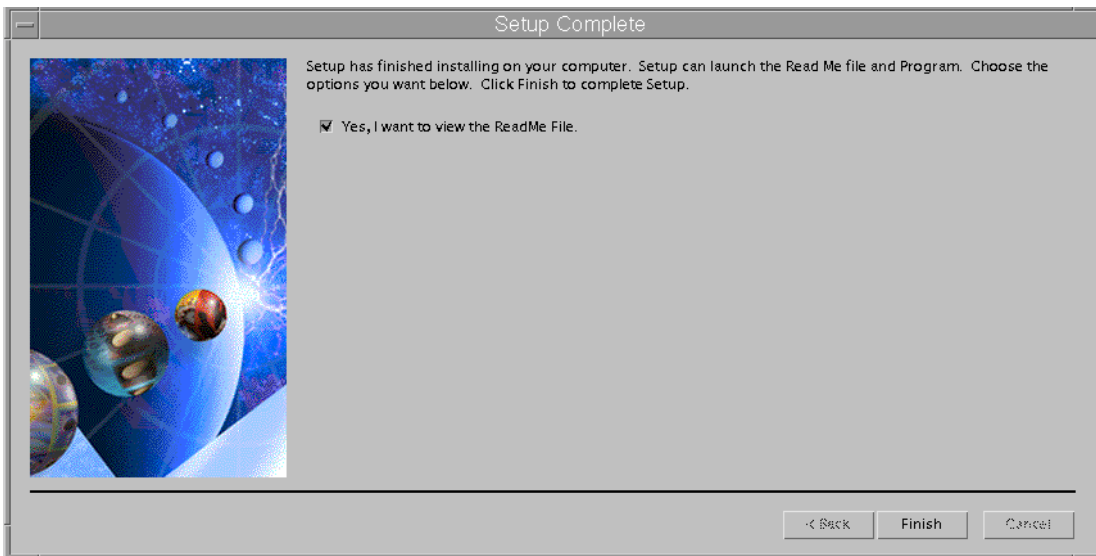 Setup Complete
Setup has finished installing on your computer. Setup can launch the Read Me file and Program. Choose the
options you want below. Click Finish to complete Setup.
Yes, I want to view the ReadMe File.
< Back Finish Cancel